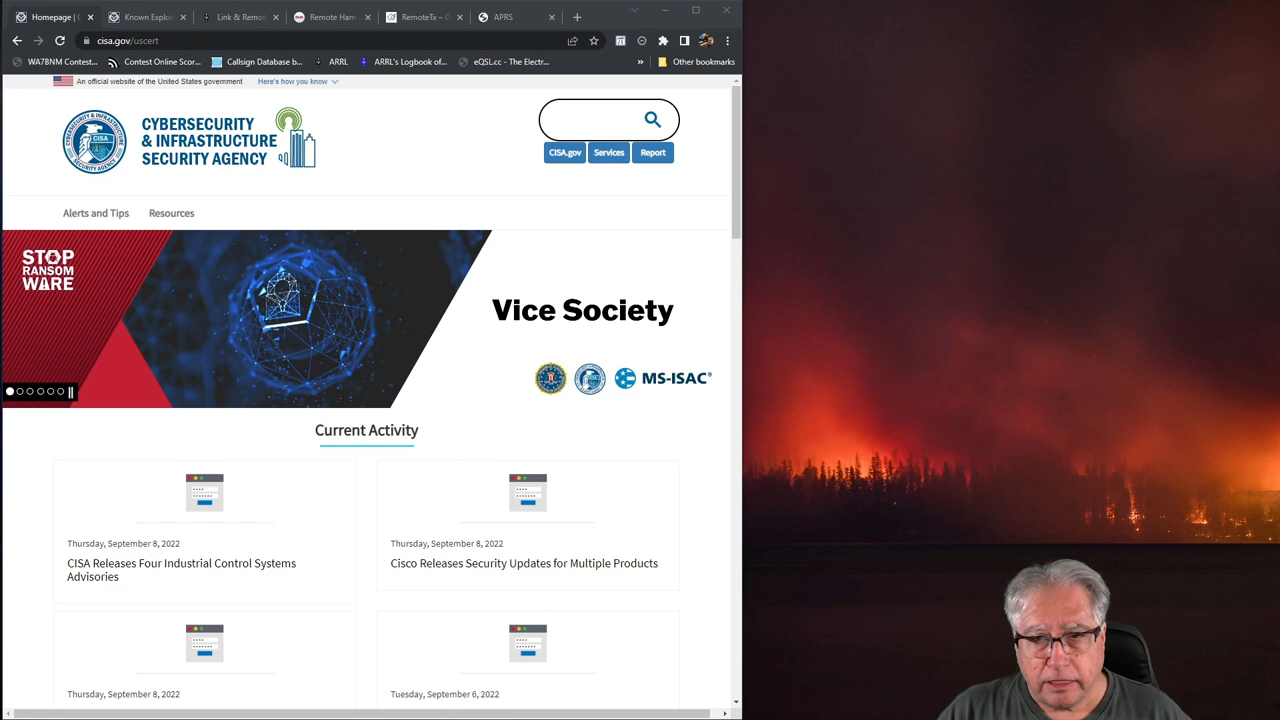 Homepage | C
Known Exploi
Link & Remo
Remote Ham
RemoteTx – O
APRS
cisa.gov/uscert
WA7BNM Contest...
Contest Online Scor...
Callsign Database b...
ARRL
ARRL's Logbook of...
eQSL.cc - The Electr...
»
Other bookmarks
An official website of the United States government
Here's how you know
CYBERSECURITY
& INFRASTRUCTURE
SECURITY AGENCY
CISA
CISA.gov
Services
Report
Alerts and Tips
Resources
STOP
RANSOM
WARE
Vice Society
MS-ISAC®
Current Activity
Thursday, September 8, 2022
CISA Releases Four Industrial Control Systems
Advisories
Thursday, September 8, 2022
Cisco Releases Security Updates for Multiple Products
Thursday, September 8, 2022
Tuesday, September 6, 2022